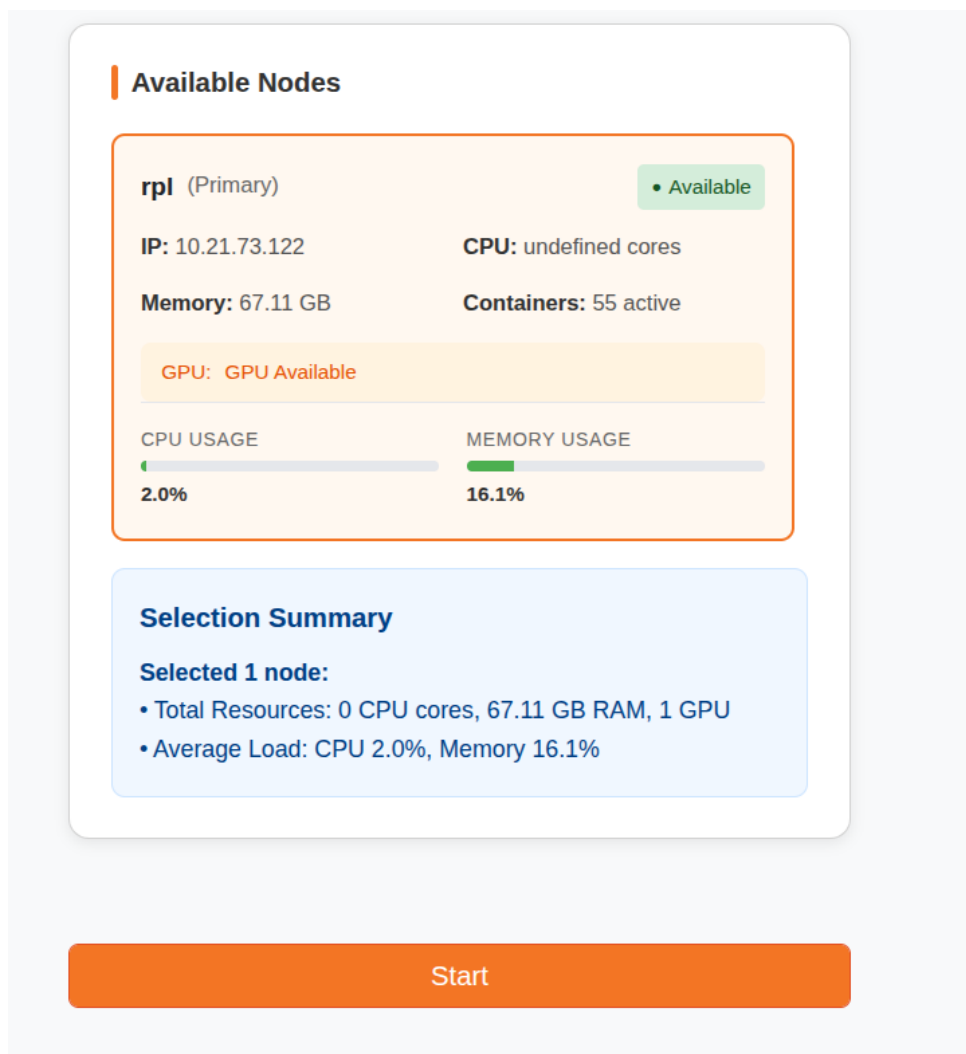 Available Nodes
rpl (Primary)
• Available
IP: 10.21.73.122
CPU: undefined cores
Memory: 67.11 GB
Containers: 55 active
GPU: GPU Available
CPU USAGE
2.0%
MEMORY USAGE
16.1%
Selection Summary
Selected 1 node:
• Total Resources: 0 CPU cores, 67.11 GB RAM, 1 GPU
• Average Load: CPU 2.0%, Memory 16.1%
Start